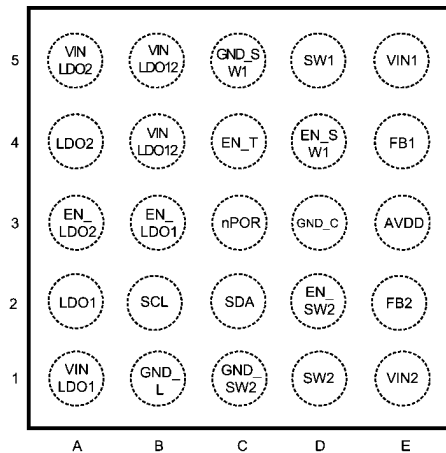 5
VIN
LDO2
VIN
LDO12
GND_S
W1
SW1
VIN1
4
LDO2
VIN
LDO12
EN_T
EN_S
W1
FB1
3
EN_
LDO2
EN_
LDO1
nPOR
GND_C
AVDD
2
LDO1
SCL
SDA
EN_
SW2
FB2
1
VIN
LDO1
GND_
L
GND_
SW2
SW2
VIN2
A B C D E